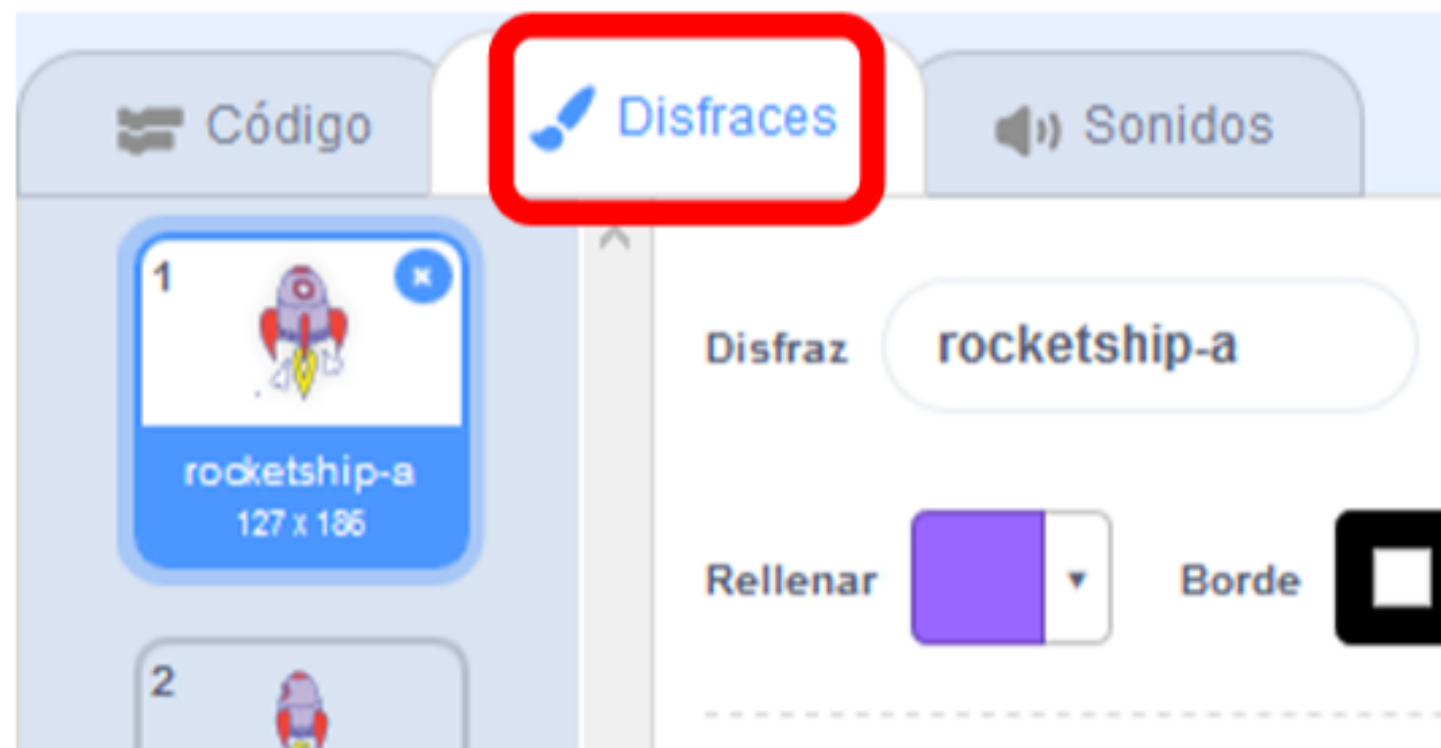 Código
Disfraces
Sonidos
1
rocketship-a
127 x 186
2
Disfraz
rocketship-a
Rellenar
Borde